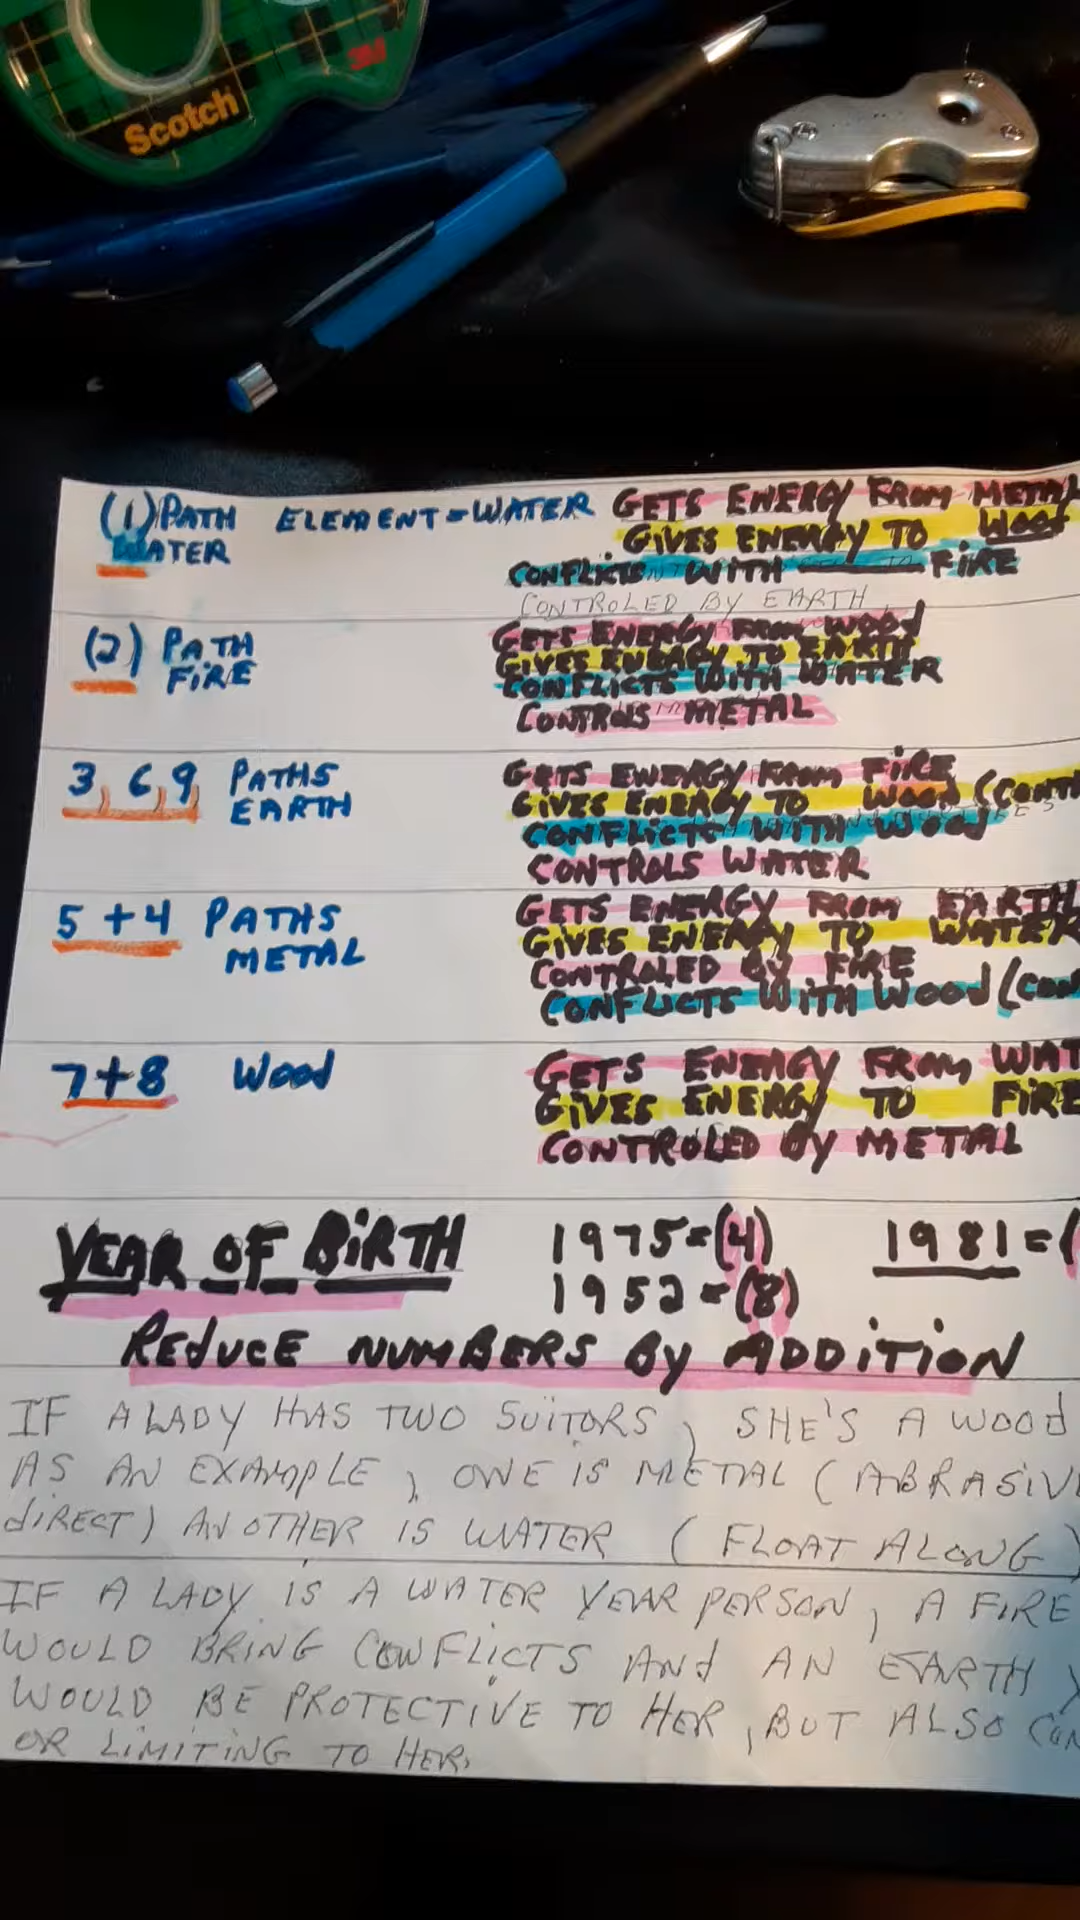 Scotch
3M
(1) PATH ELEMENT = WATER GETS ENERGY FROM METAL
WATER GIVES ENERGY TO WOOD
CONFLICTS WITH FIRE
CONTROLED BY EARTH
(2) PATH GETS ENERGY FROM WOOD
FIRE GIVES ENERGY TO EARTH
CONFLICTS WITH WATER
CONTROLS METAL
3, 6, 9, PATHS GETS ENERGY FROM FIRE
EARTH GIVES ENERGY TO WOOD (CONT
CONFLICTS WITH WOOD
CONTROLS WATER
5 + 4 PATHS GETS ENERGY FROM EARTH
METAL GIVES ENERGY TO WATER
CONTROLED BY FIRE
CONFLICTS WITH WOOD (CON
7 + 8 WOOD GETS ENERGY FROM WAT
GIVES ENERGY TO FIRE
CONTROLED BY METAL
YEAR OF BIRTH 1975 = (4) 1981 = (
1952 = (8)
REDUCE NUMBERS BY ADDITION
IF A LADY HAS TWO SUITORS, SHE'S A WOOD
AS AN EXAMPLE, ONE IS METAL (ABRASIVE
DIRECT) ANOTHER IS WATER (FLOAT ALONG)
IF A LADY IS A WATER YEAR PERSON, A FIRE
WOULD BRING CONFLICTS AND AN EARTH Y
WOULD BE PROTECTIVE TO HER, BUT ALSO CON
OR LIMITING TO HER.